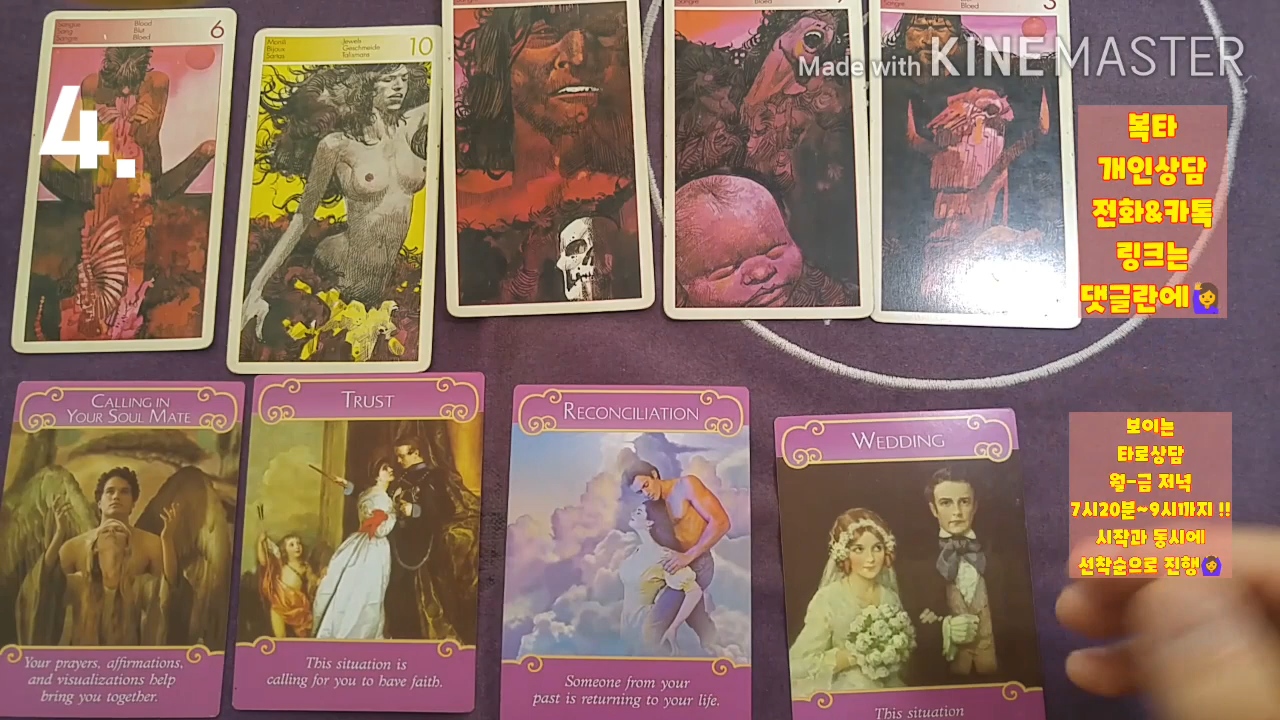 Sangue
Sang
Sangre
Blood
Blut
Bloed
6
4.
Monili
Bijoux
Sartas
Jewels
Geschmeide
Talismans
10
Made with KINEMASTER
복타
개인상담
전화&카톡
링크는
댓글란에🙋‍♀️
CALLING IN
YOUR SOUL MATE
Your prayers, affirmations,
and visualizations help
bring you together.
TRUST
This situation is
calling for you to have faith.
RECONCILIATION
Someone from your
past is returning to your life.
WEDDING
This situation
보이는
타로상담
월-금 저녁
7시20분~9시까지 !!
시작과 동시에
선착순으로 진행🙆‍♀️